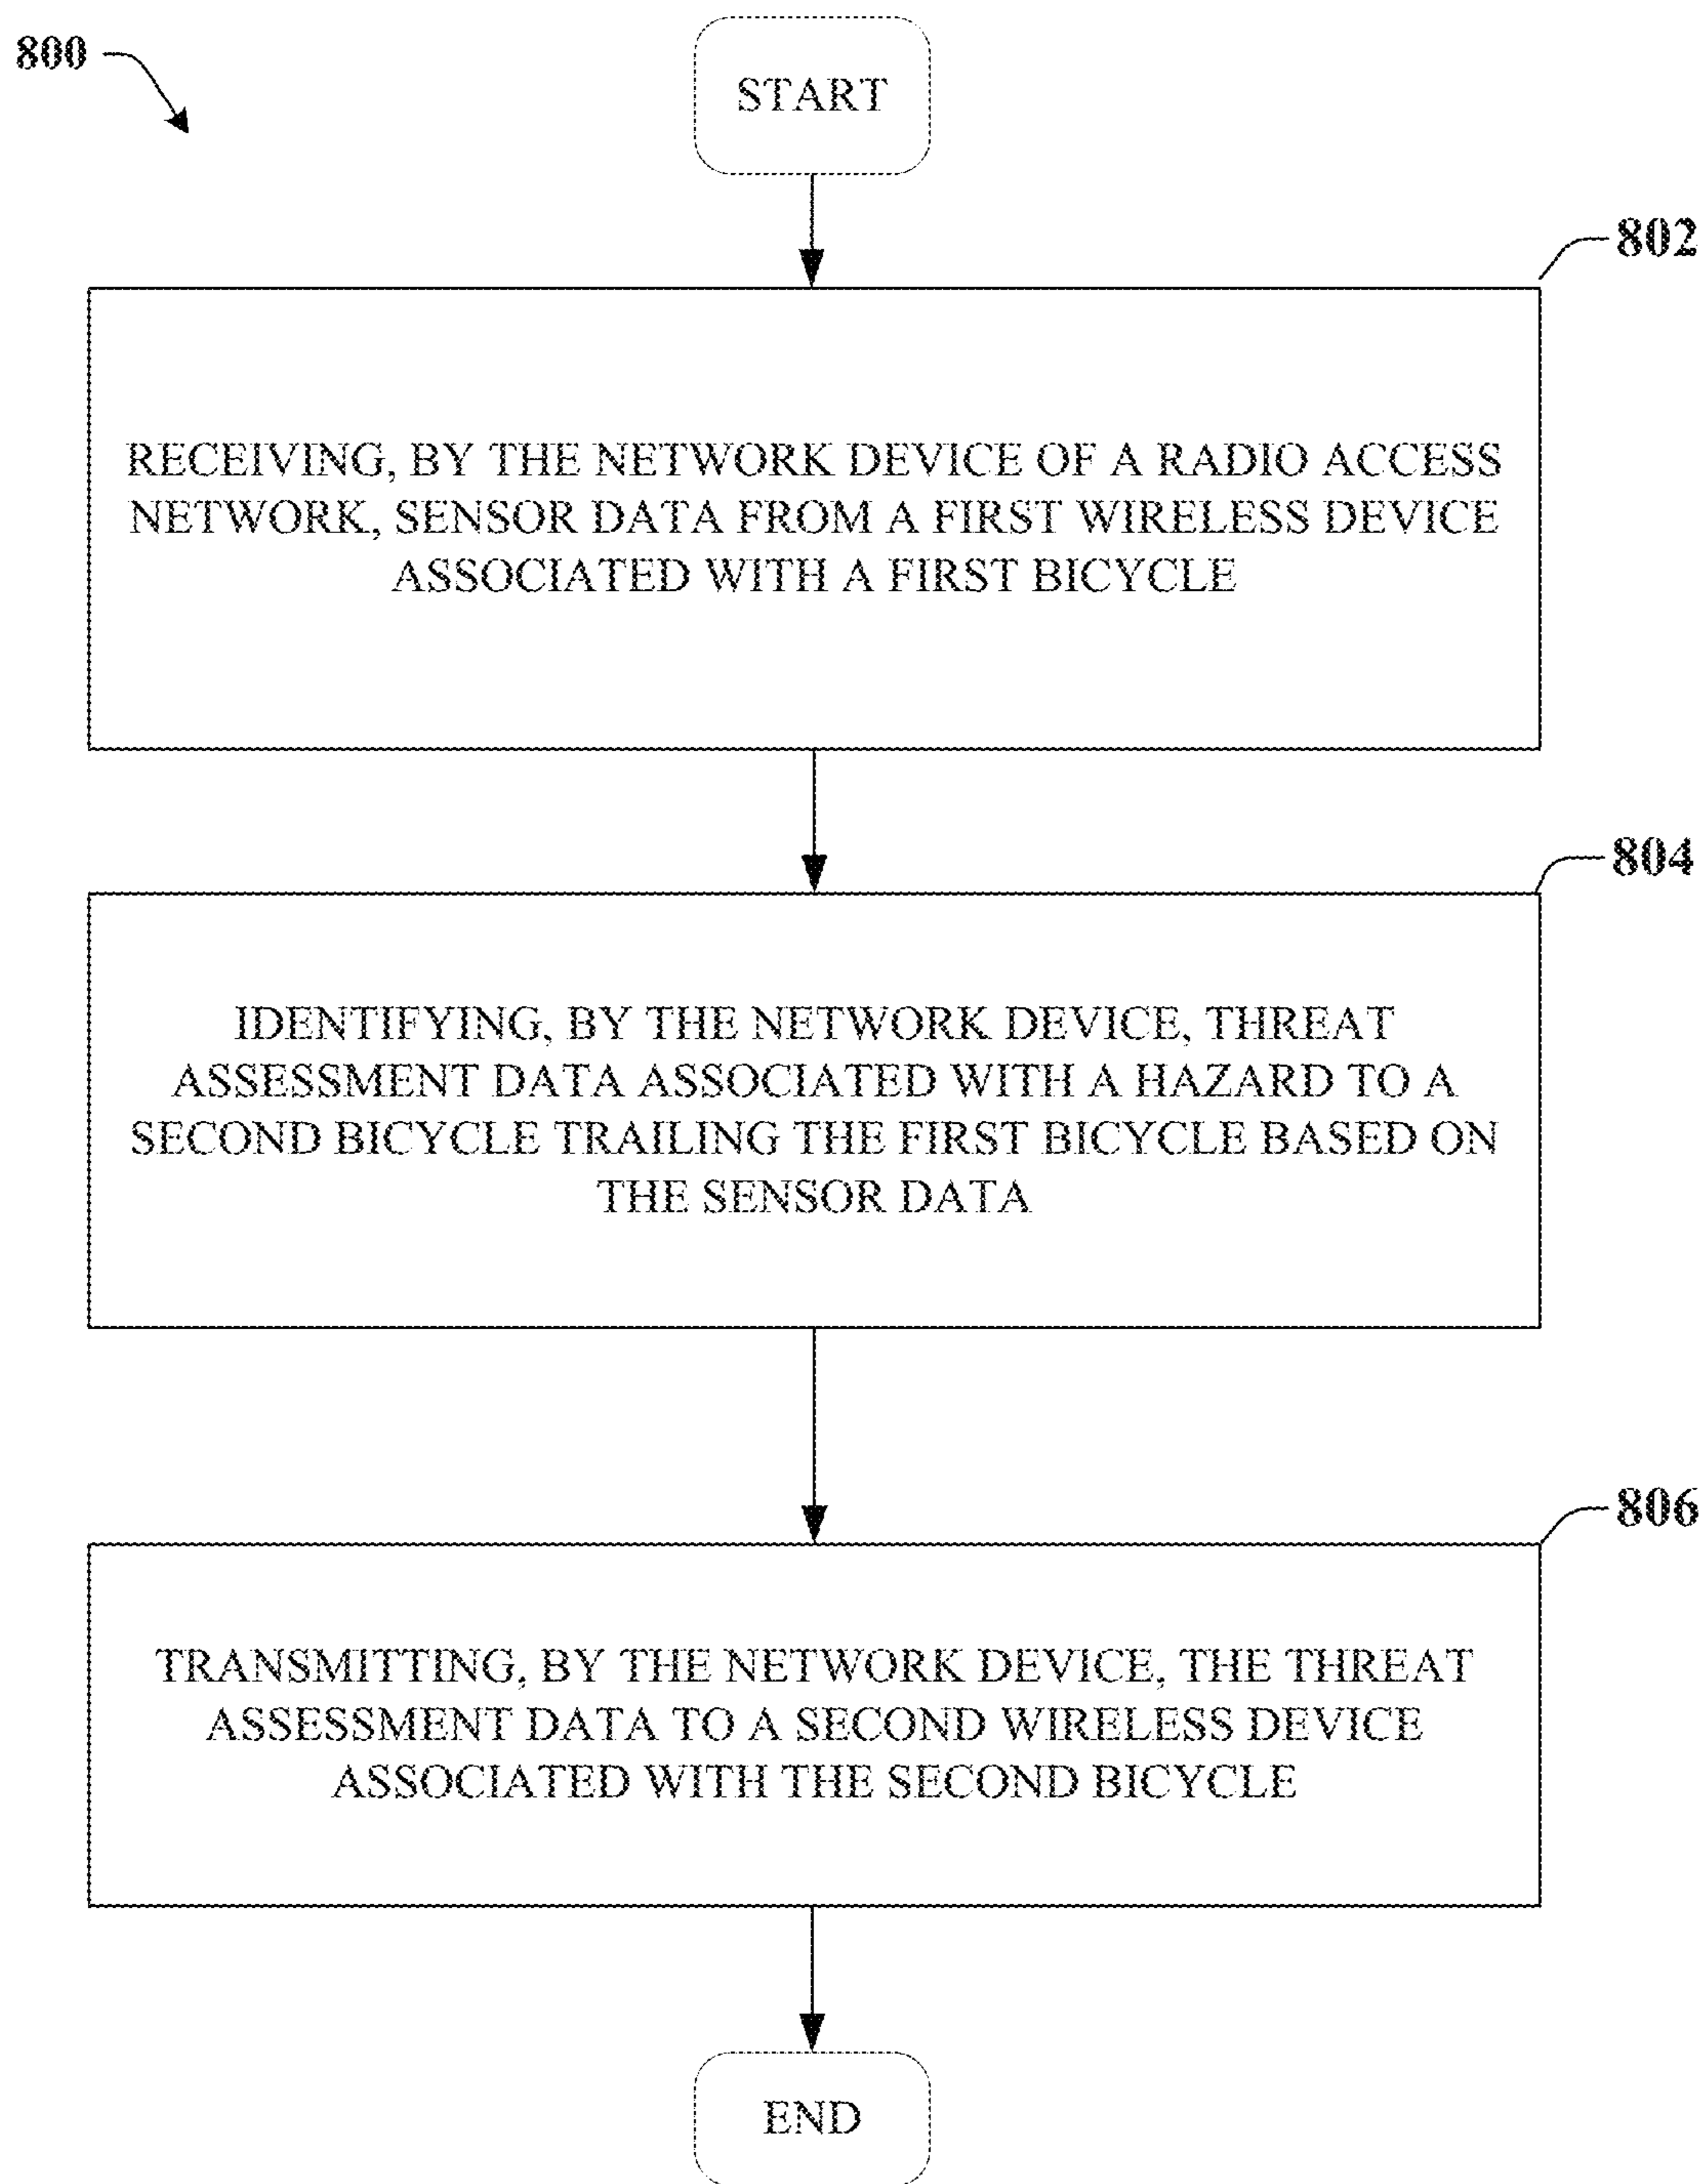 800
START
802
RECEIVING, BY THE NETWORK DEVICE OF A RADIO ACCESS
NETWORK, SENSOR DATA FROM A FIRST WIRELESS DEVICE
ASSOCIATED WITH A FIRST BICYCLE
804
IDENTIFYING, BY THE NETWORK DEVICE, THREAT
ASSESSMENT DATA ASSOCIATED WITH A HAZARD TO A
SECOND BICYCLE TRAILING THE FIRST BICYCLE BASED ON
THE SENSOR DATA
806
TRANSMITTING, BY THE NETWORK DEVICE, THE THREAT
ASSESSMENT DATA TO A SECOND WIRELESS DEVICE
ASSOCIATED WITH THE SECOND BICYCLE
END